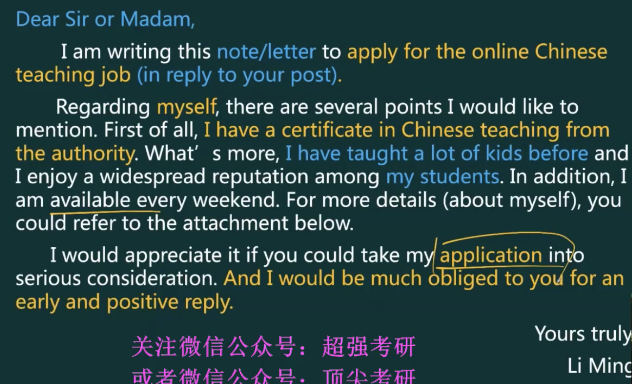 Dear Sir or Madam,
I am writing this note/letter to apply for the online Chinese
teaching job (in reply to your post).
Regarding myself, there are several points I would like to
mention. First of all, I have a certificate in Chinese teaching from
the authority. What's more, I have taught a lot of kids before and
I enjoy a widespread reputation among my students. In addition, I
am available every weekend. For more details (about myself), you
could refer to the attachment below.
I would appreciate it if you could take my application into
serious consideration. And I would be much obliged to you for an
early and positive reply.
Yours truly
Li Ming
关注微信公众号：超强考研
或者微信公众号：顶尖考研